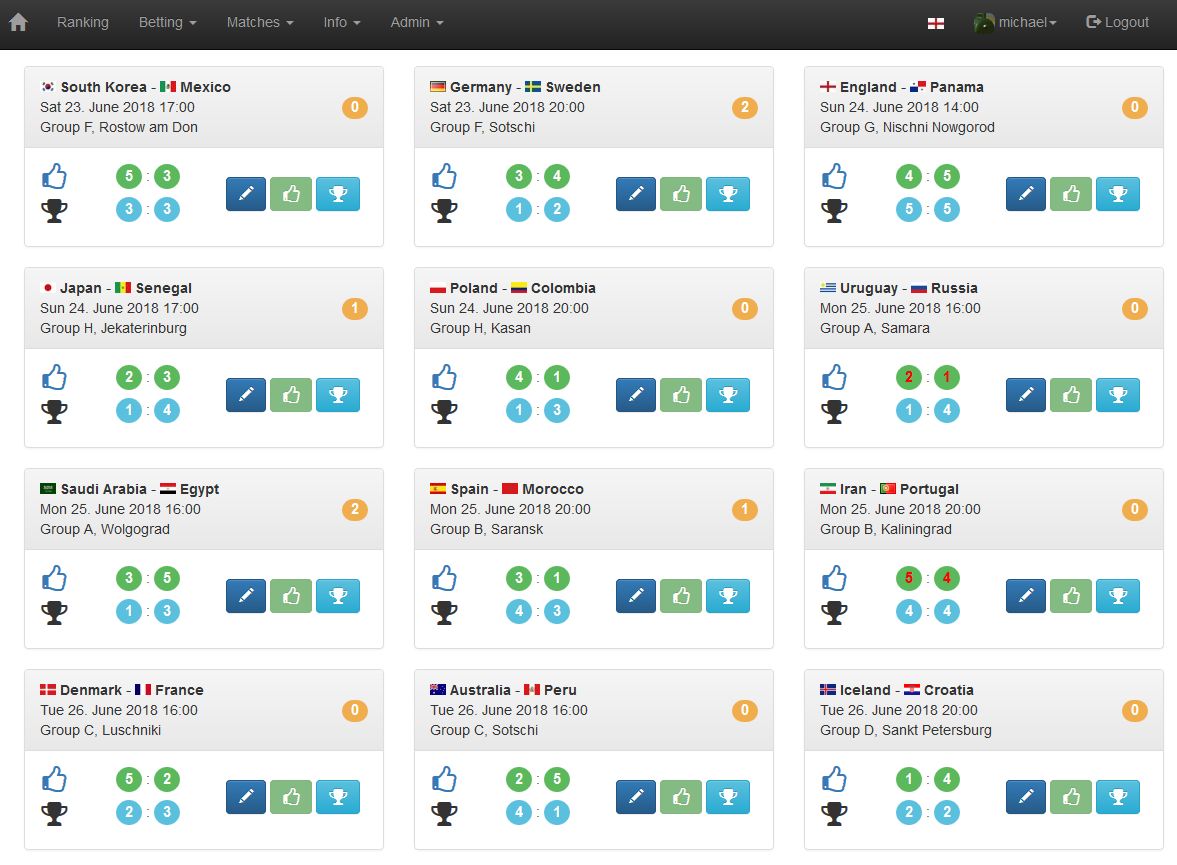 Ranking Betting Matches Info Admin michael Logout
South Korea - Mexico
Sat 23. June 2018 17:00
Group F, Rostow am Don
0
5 : 3
3 : 3
Germany - Sweden
Sat 23. June 2018 20:00
Group F, Sotschi
2
3 : 4
1 : 2
England - Panama
Sun 24. June 2018 14:00
Group G, Nischni Nowgorod
0
4 : 5
5 : 5
Japan - Senegal
Sun 24. June 2018 17:00
Group H, Jekaterinburg
1
2 : 3
1 : 4
Poland - Colombia
Sun 24. June 2018 20:00
Group H, Kasan
0
4 : 1
1 : 3
Uruguay - Russia
Mon 25. June 2018 16:00
Group A, Samara
0
2 : 1
1 : 4
Saudi Arabia - Egypt
Mon 25. June 2018 16:00
Group A, Wolgograd
2
3 : 5
1 : 3
Spain - Morocco
Mon 25. June 2018 20:00
Group B, Saransk
1
3 : 1
4 : 3
Iran - Portugal
Mon 25. June 2018 20:00
Group B, Kaliningrad
0
5 : 4
4 : 4
Denmark - France
Tue 26. June 2018 16:00
Group C, Luschniki
0
5 : 2
2 : 3
Australia - Peru
Tue 26. June 2018 16:00
Group C, Sotschi
0
2 : 5
4 : 1
Iceland - Croatia
Tue 26. June 2018 20:00
Group D, Sankt Petersburg
0
1 : 4
2 : 2